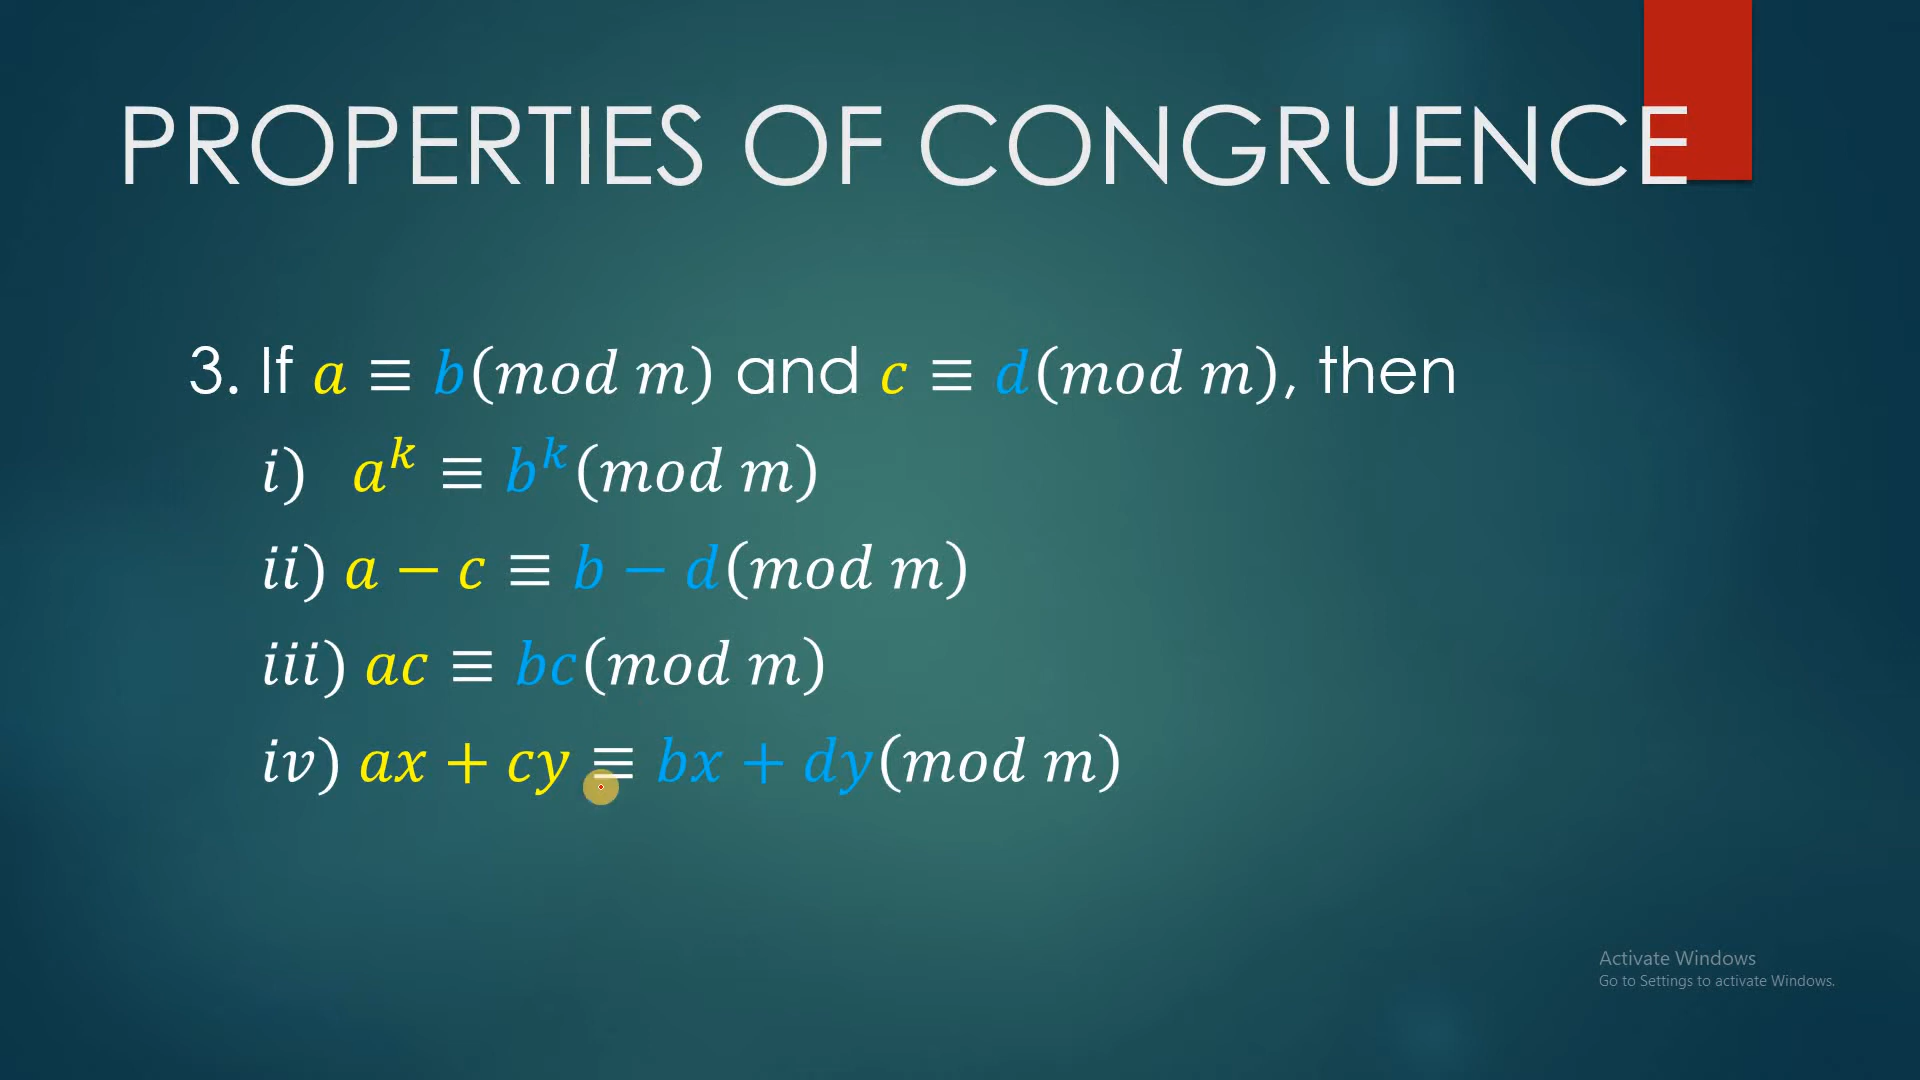 PROPERTIES OF CONGRUENCE
3. If a ≡ b(mod m) and c ≡ d(mod m), then
i) a^k ≡ b^k(mod m)
ii) a − c ≡ b − d(mod m)
iii) ac ≡ bc(mod m)
iv) ax + cy ≡ bx + dy(mod m)
Activate Windows
Go to Settings to activate Windows.